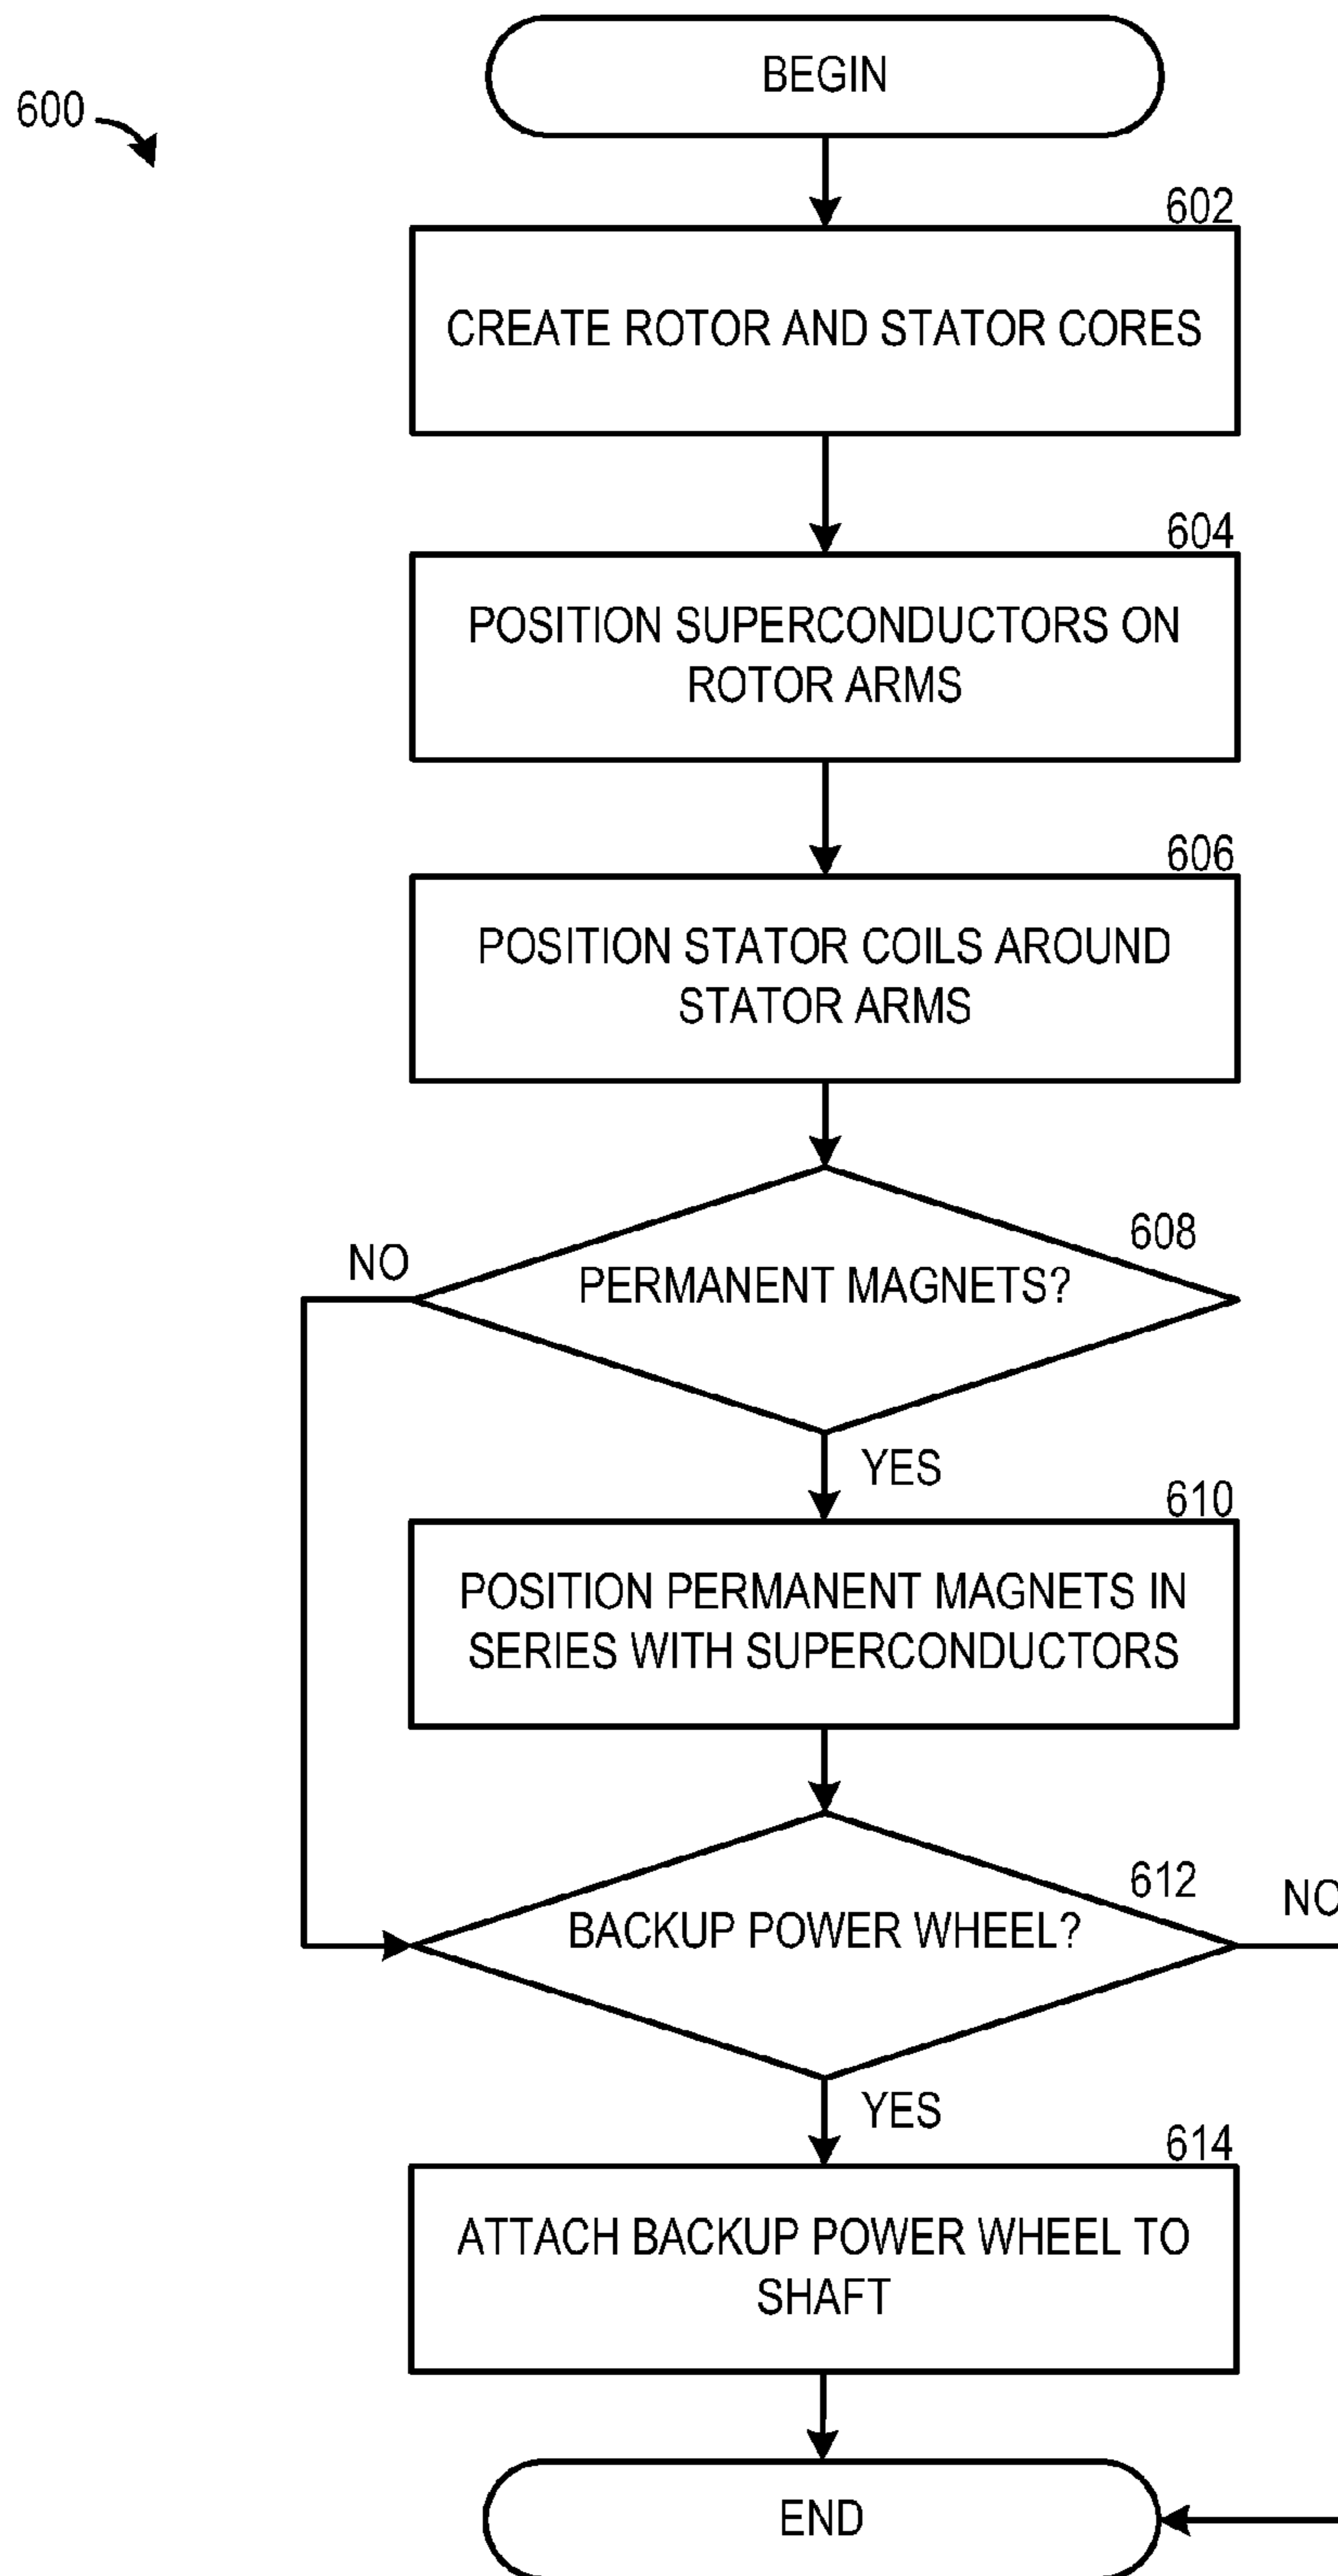 BEGIN
600
602
CREATE ROTOR AND STATOR CORES
604
POSITION SUPERCONDUCTORS ON
ROTOR ARMS
606
POSITION STATOR COILS AROUND
STATOR ARMS
608
NO
PERMANENT MAGNETS?
YES
610
POSITION PERMANENT MAGNETS IN
SERIES WITH SUPERCONDUCTORS
612
NO
BACKUP POWER WHEEL?
YES
614
ATTACH BACKUP POWER WHEEL TO
SHAFT
END